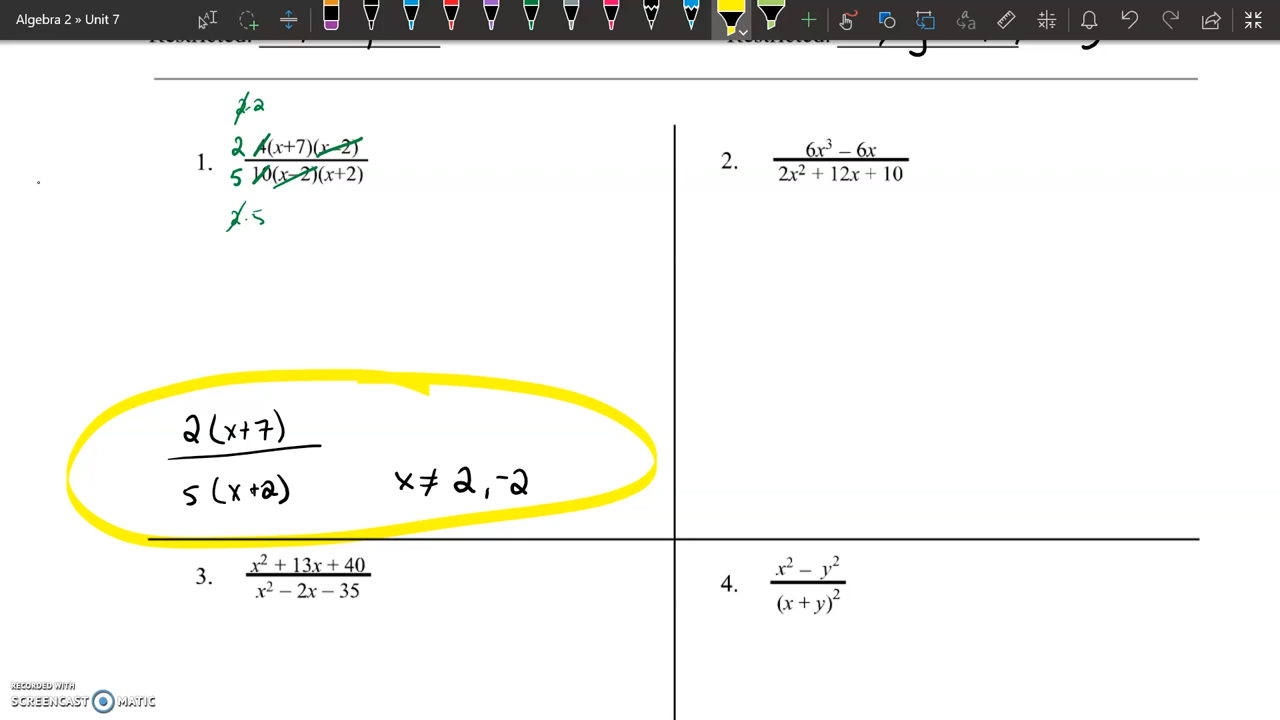 Algebra 2 » Unit 7
Restricted:
Restricted:
2·2
2
1. 4(x+7)(x–2)
5 10(x–2)(x+2)
2·5
2. 6x³ – 6x
2x² + 12x + 10
2(x+7)
5(x+2)
x ≠ 2, -2
3. x² + 13x + 40
x² – 2x – 35
4. x² – y²
(x + y)²
RECORDED WITH
SCREENCAST MATIC